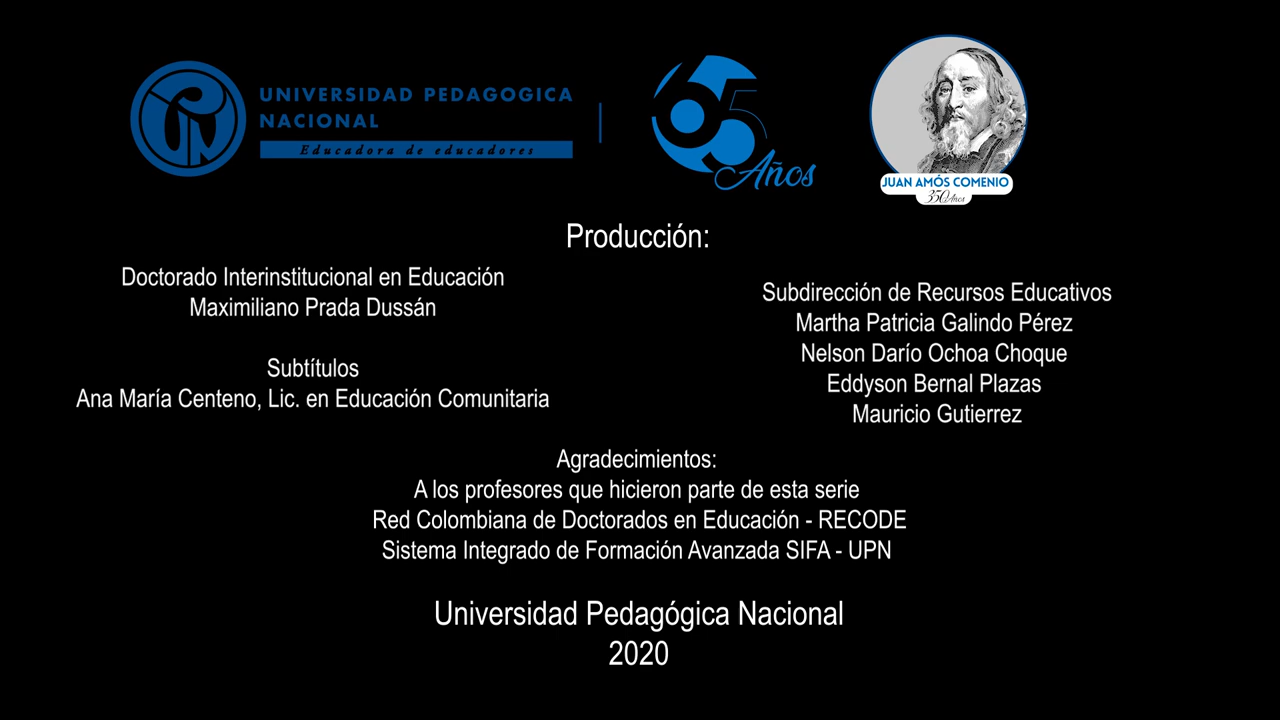 UNIVERSIDAD PEDAGOGICA
NACIONAL
Educadora de educadores
65
Años
JUAN AMÓS COMENIO
350 Años
Producción:
Doctorado Interinstitucional en Educación
Maximiliano Prada Dussán
Subtítulos
Ana María Centeno, Lic. en Educación Comunitaria
Subdirección de Recursos Educativos
Martha Patricia Galindo Pérez
Nelson Darío Ochoa Choque
Eddyson Bernal Plazas
Mauricio Gutierrez
Agradecimientos:
A los profesores que hicieron parte de esta serie
Red Colombiana de Doctorados en Educación - RECODE
Sistema Integrado de Formación Avanzada SIFA - UPN
Universidad Pedagógica Nacional
2020